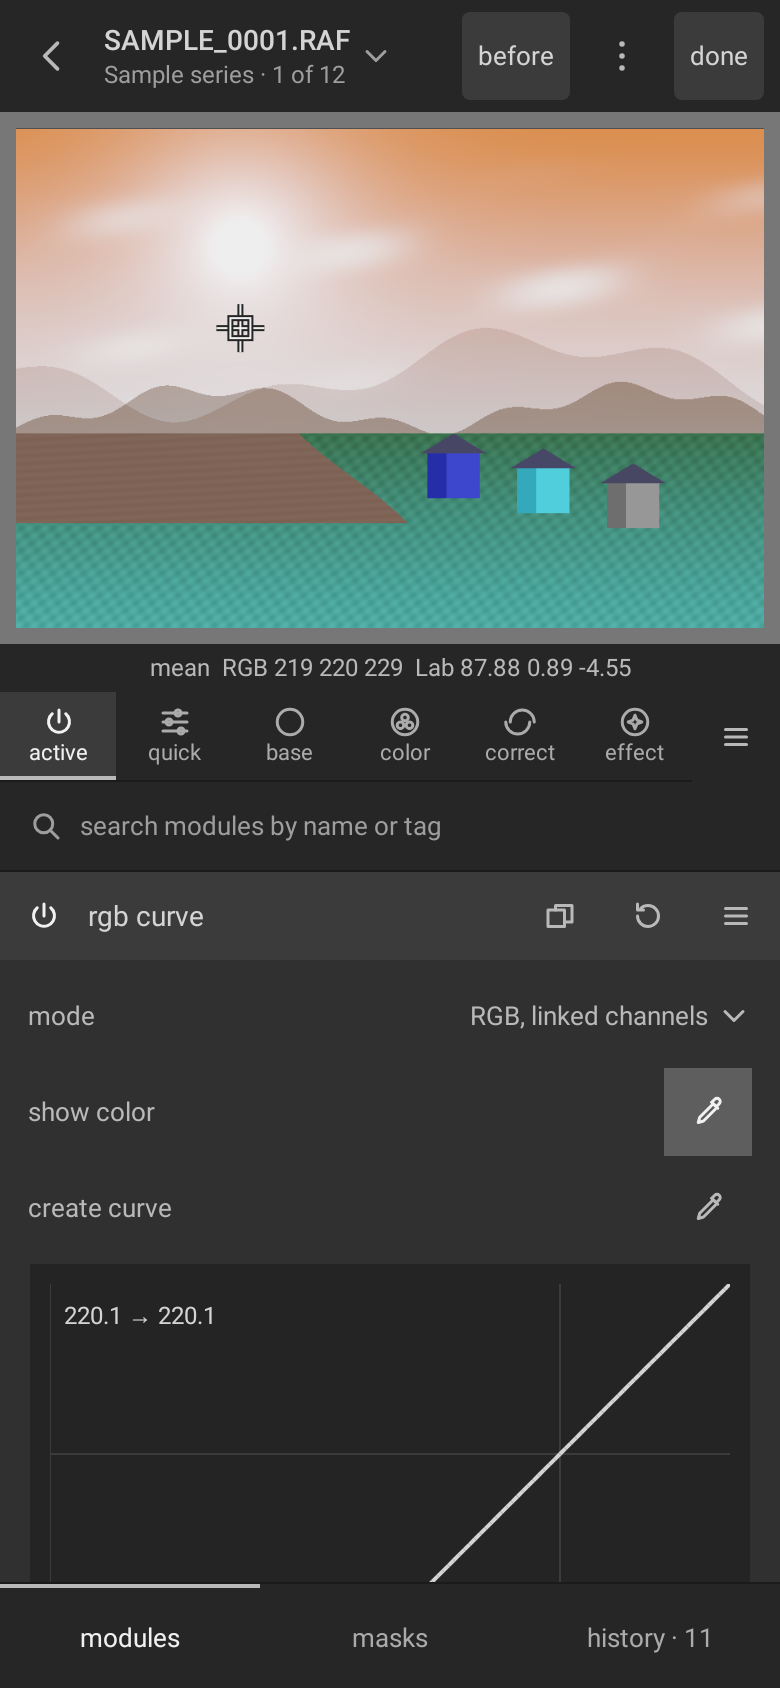 SAMPLE_0001.RAF
Sample series · 1 of 12
before
done
mean RGB 219 220 229 Lab 87.88 0.89 -4.55
active
quick
base
color
correct
effect
search modules by name or tag
rgb curve
mode
RGB, linked channels
show color
create curve
220.1 → 220.1
modules
masks
history · 11